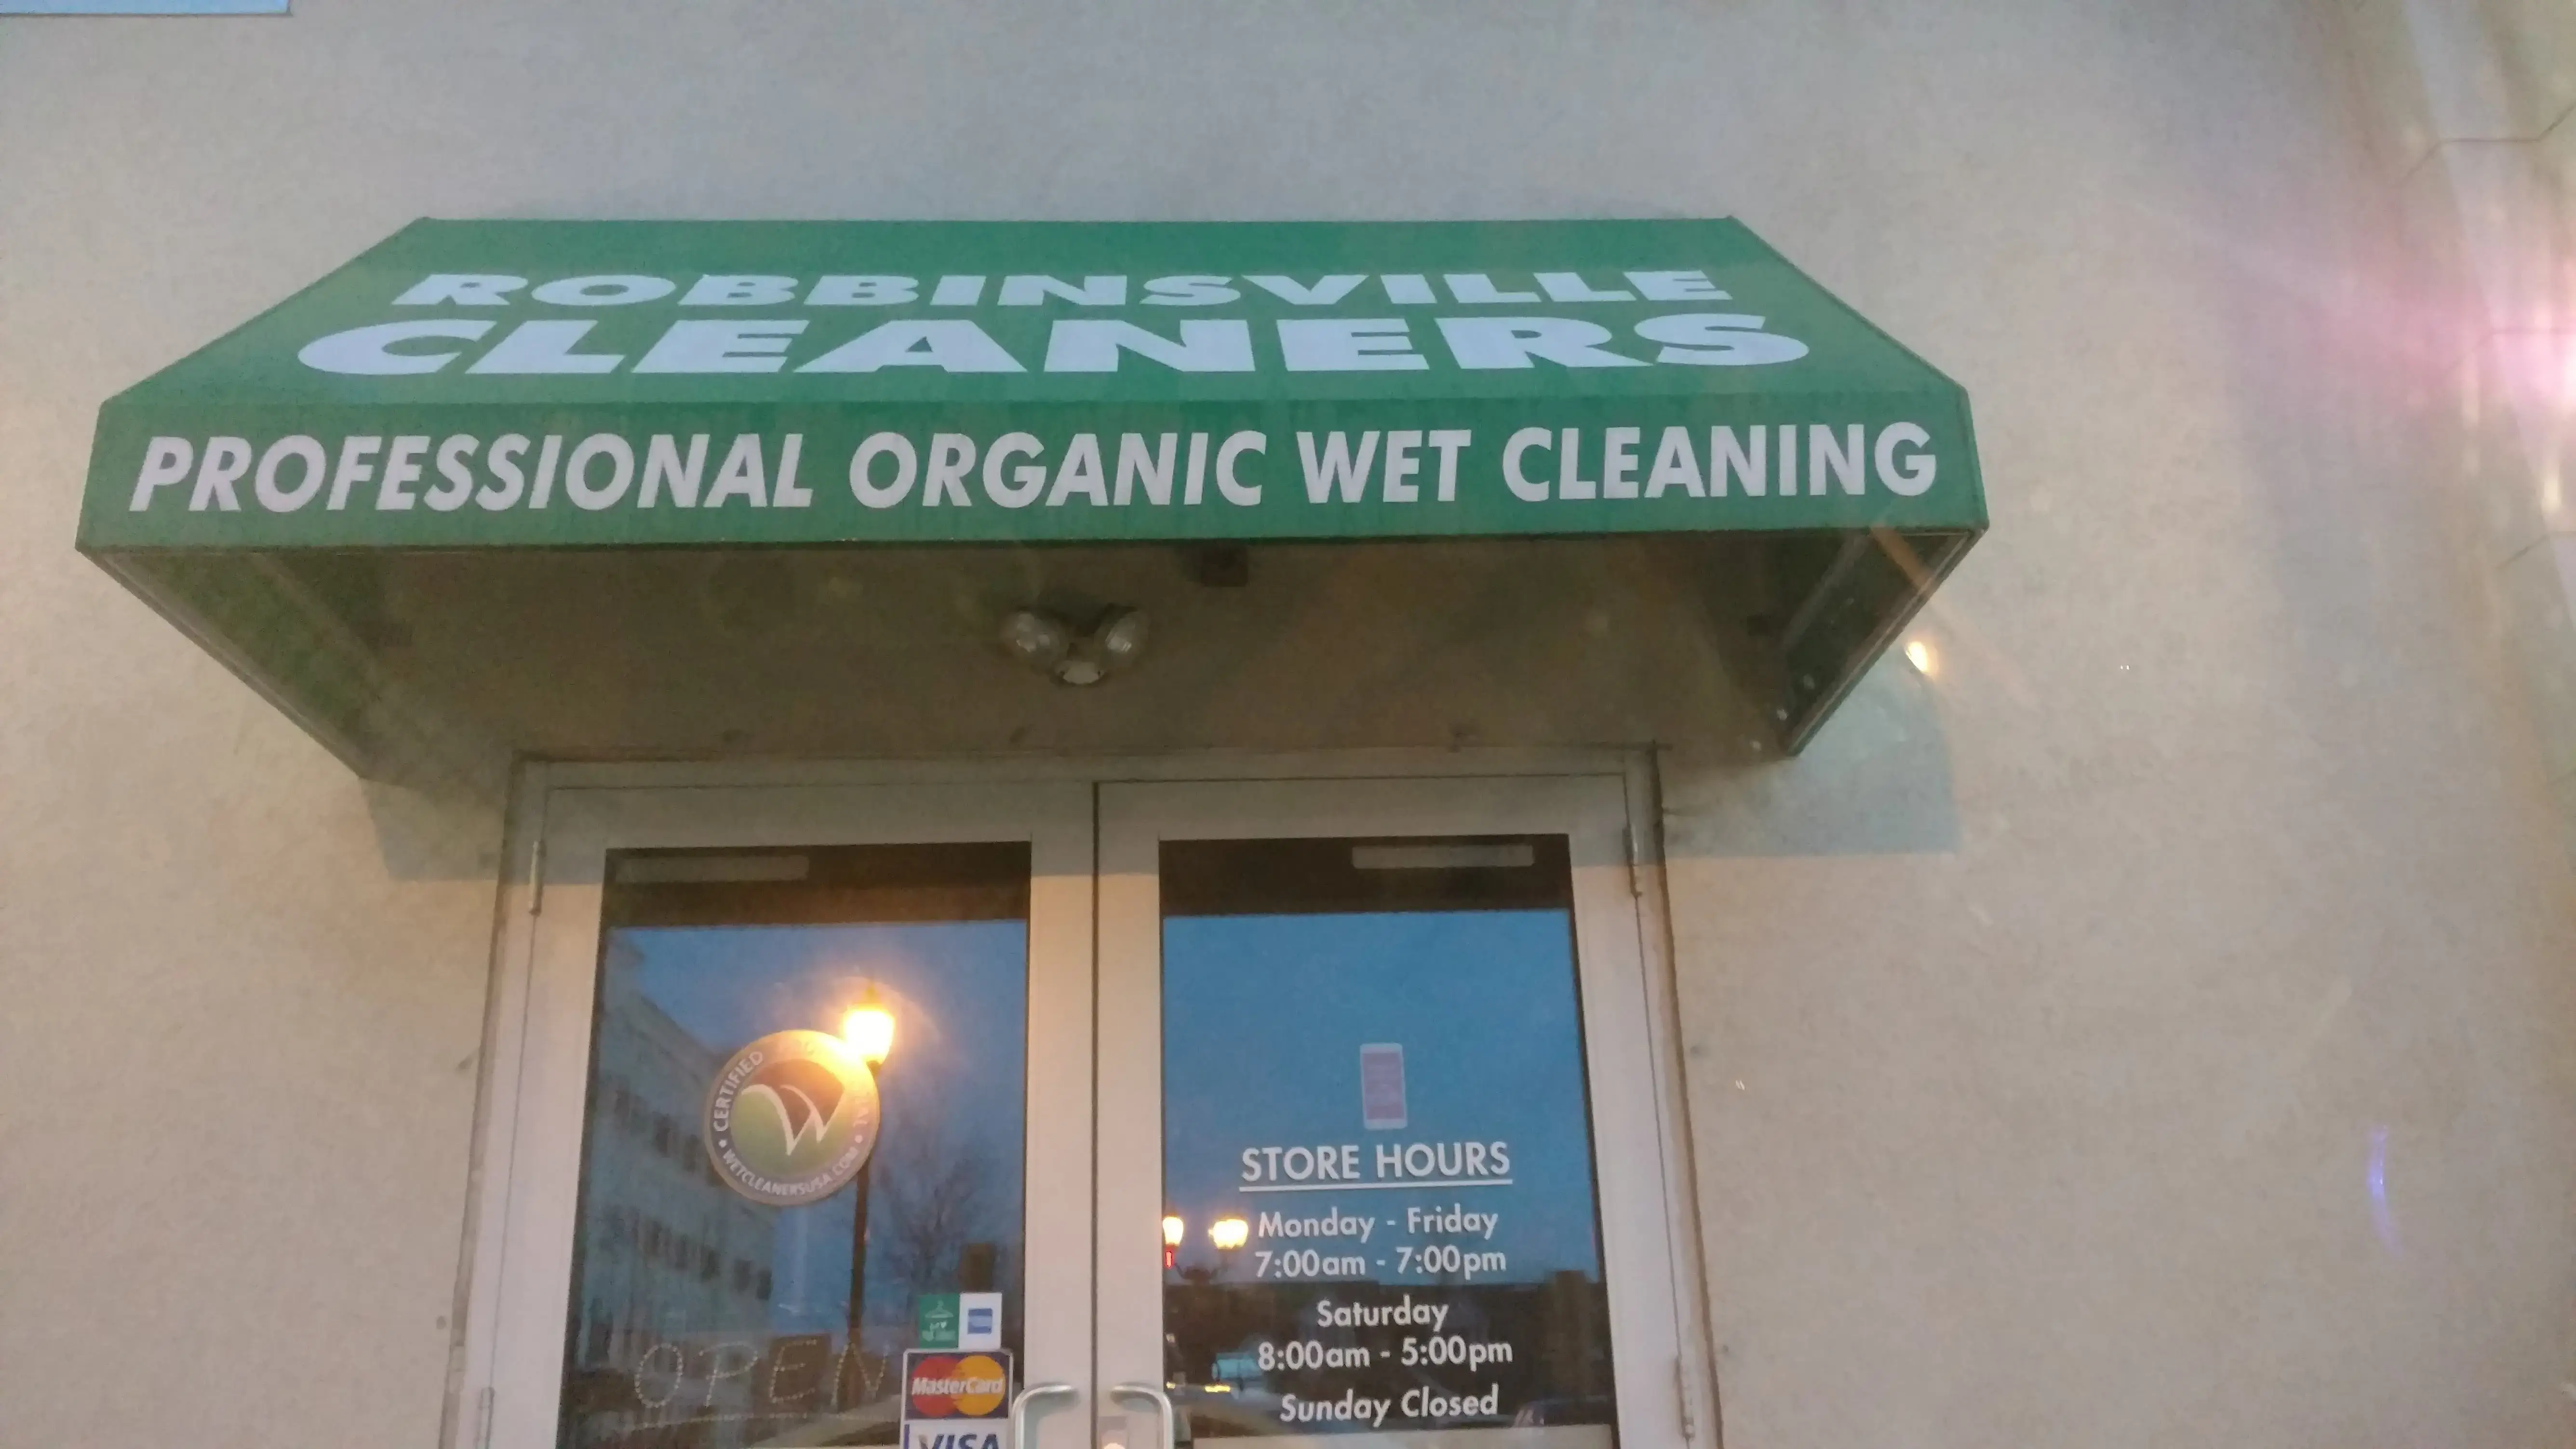 ROBBINSVILLE
CLEANERS
PROFESSIONAL ORGANIC WET CLEANING
CERTIFIED
W
WETCLEANERSUSA.COM
OPEN
MasterCard
VISA
STORE HOURS
Monday - Friday
7:00am - 7:00pm
Saturday
8:00am - 5:00pm
Sunday Closed